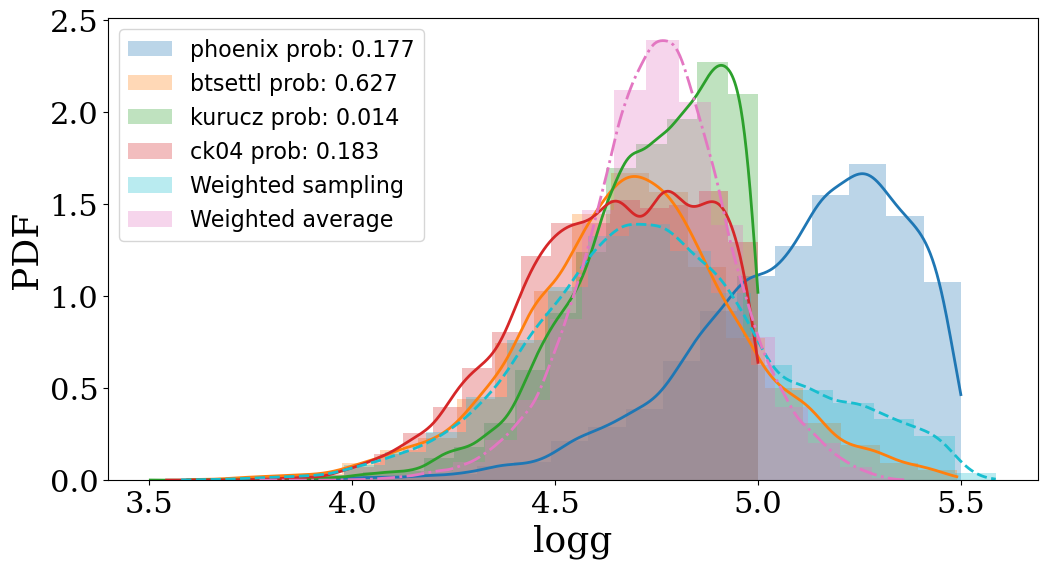 2.5
2.0
1.5
1.0
0.5
0.0
PDF
phoenix prob: 0.177
btsettl prob: 0.627
kurucz prob: 0.014
ck04 prob: 0.183
Weighted sampling
Weighted average
3.5 4.0 4.5 5.0 5.5
logg